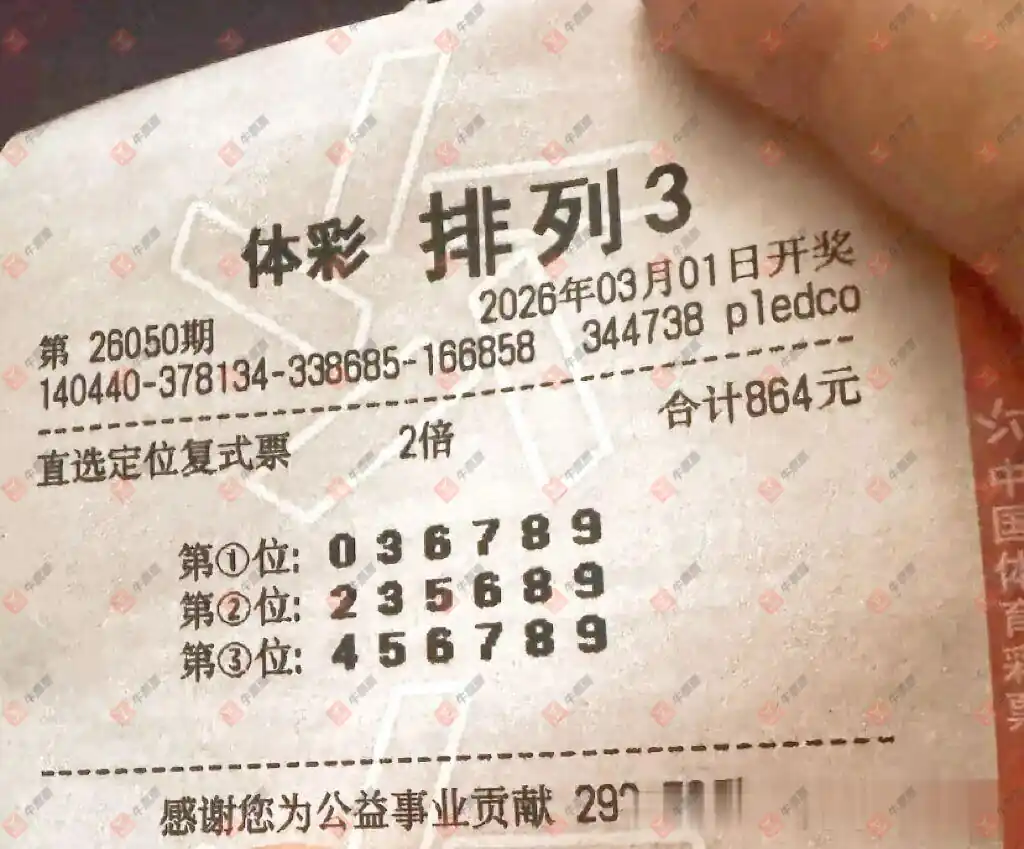 体彩 排列3
第 26050期 2026年03月01日开奖
140440-378134-338685-166858 344738 pledco
直选定位复式票 2倍 合计864元
第①位: 0 3 6 7 8 9
第②位: 2 3 5 6 8 9
第③位: 4 5 6 7 8 9
感谢您为公益事业贡献 29
中国体育彩票